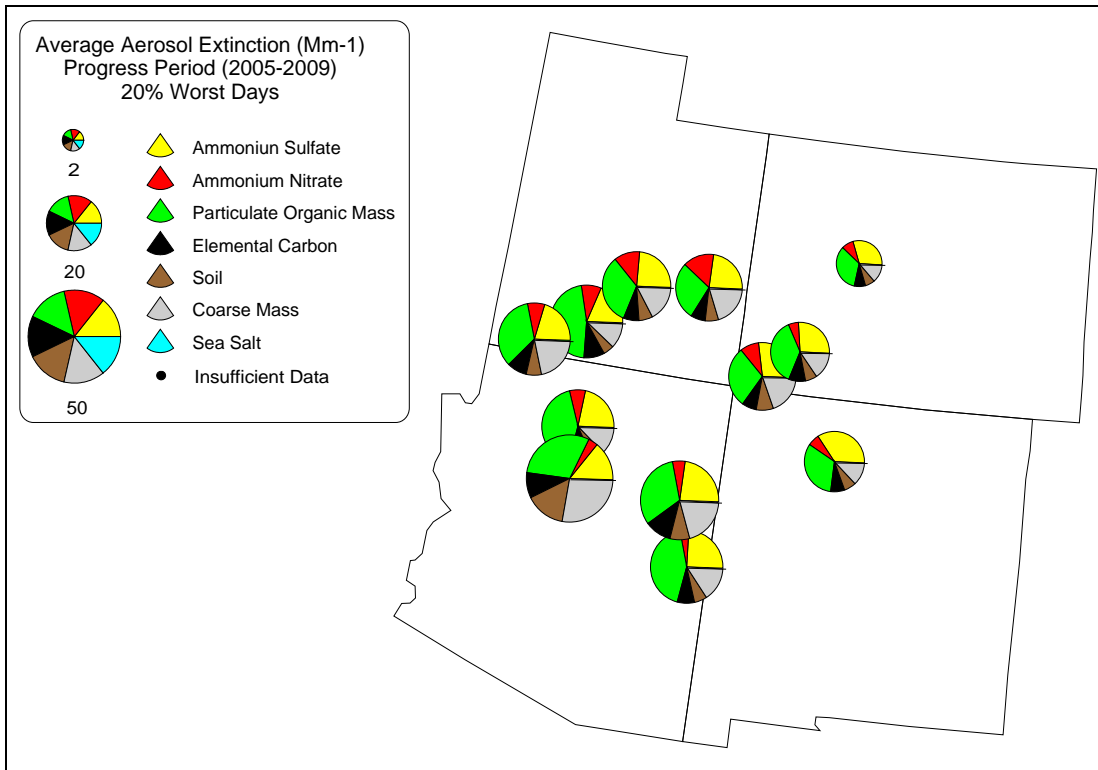 Average Aerosol Extinction (Mm-1)
Progress Period (2005-2009)
20% Worst Days
2
20
50
Ammoniun Sulfate
Ammonium Nitrate
Particulate Organic Mass
Elemental Carbon
Soil
Coarse Mass
Sea Salt
Insufficient Data